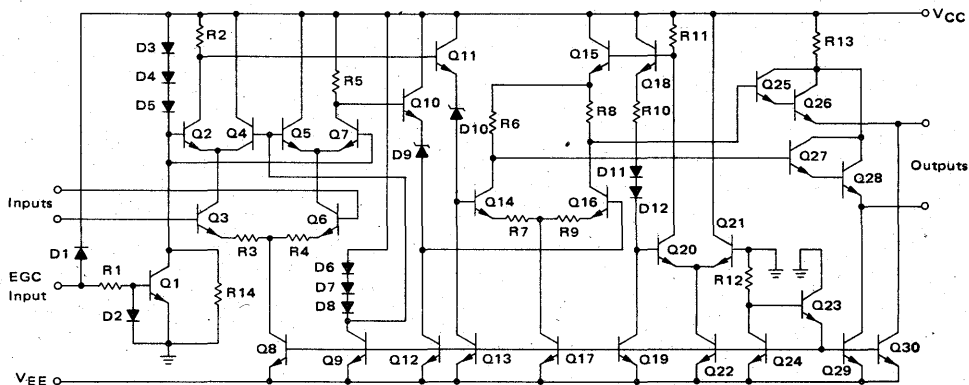 VCC
D3
R2
R11
R13
Q11
Q15
Q18
D4
R5
Q25
Q26
D5
Q10
R10
Q2
Q4
Q5
Q7
D10
R6
R8
D9
Q27
D11
Q28
Outputs
Inputs
Q3
Q6
Q14
Q16
D12
Q21
R3
R4
R7
R9
Q20
D1
D6
R12
EGC
Input
R1
Q1
R14
D7
Q23
D2
D8
Q8
Q9
Q12
Q13
Q17
Q19
Q22
Q24
Q29
Q30
VEE